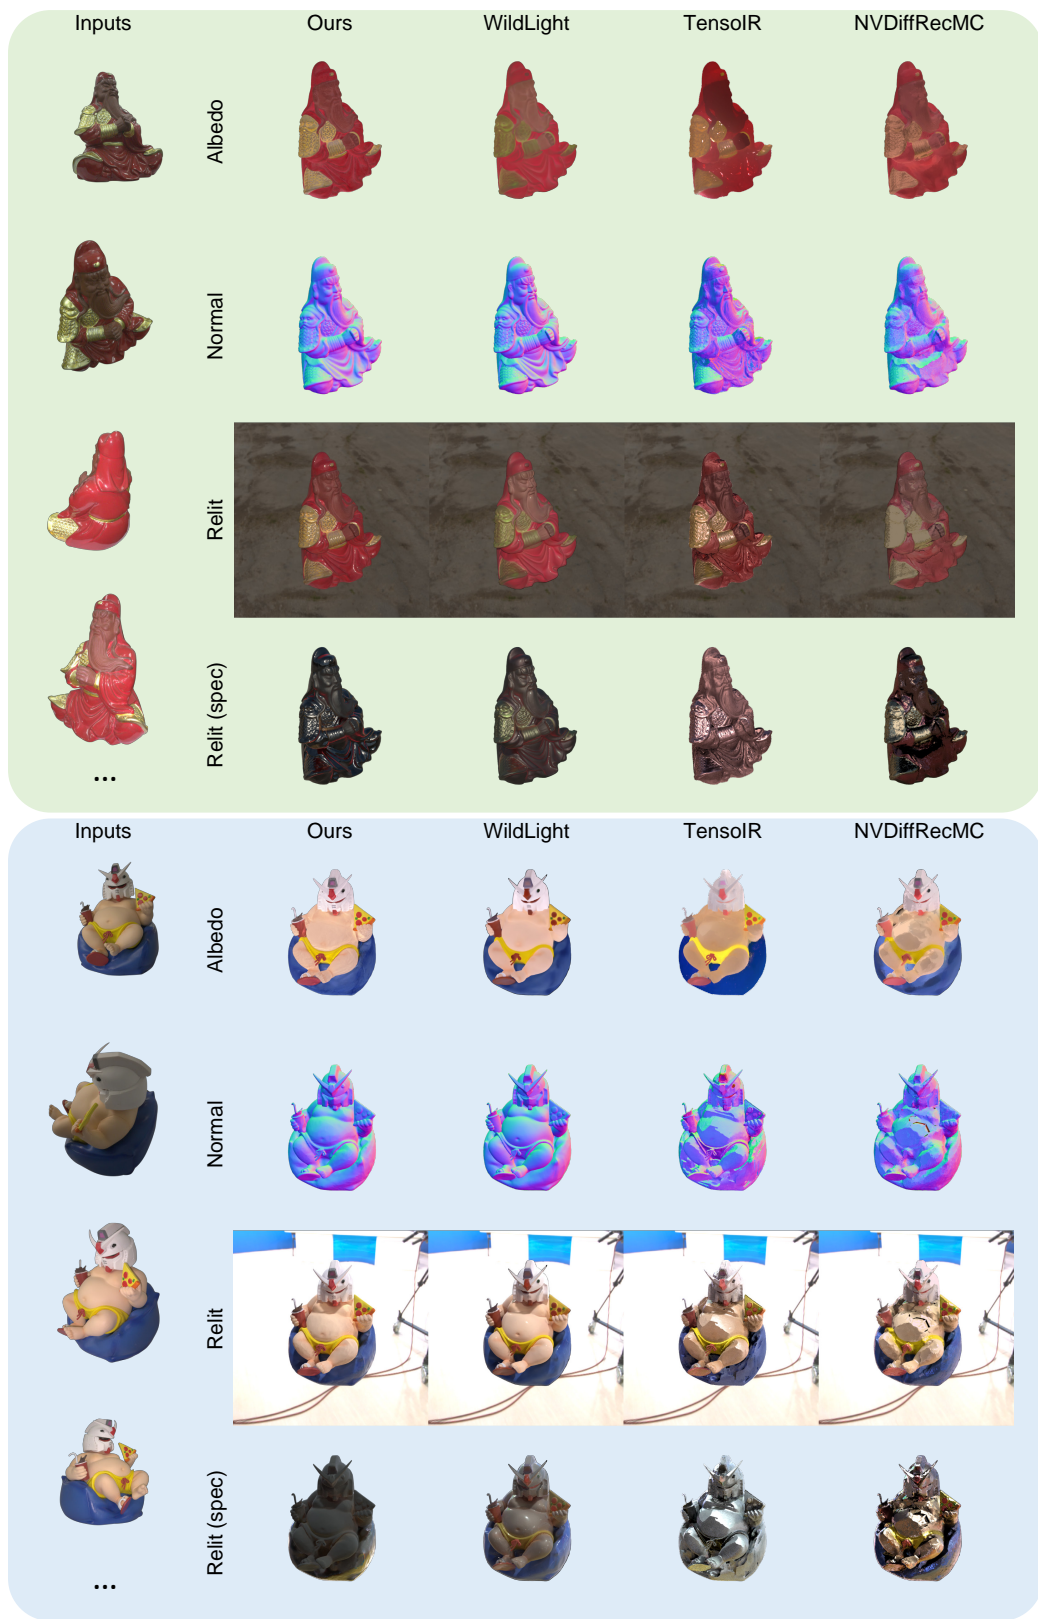 Inputs Ours WildLight TensoIR NVDiffRecMC
Albedo
Normal
Relit
Relit (spec)
...
Inputs Ours WildLight TensoIR NVDiffRecMC
Albedo
Normal
Relit
Relit (spec)
...